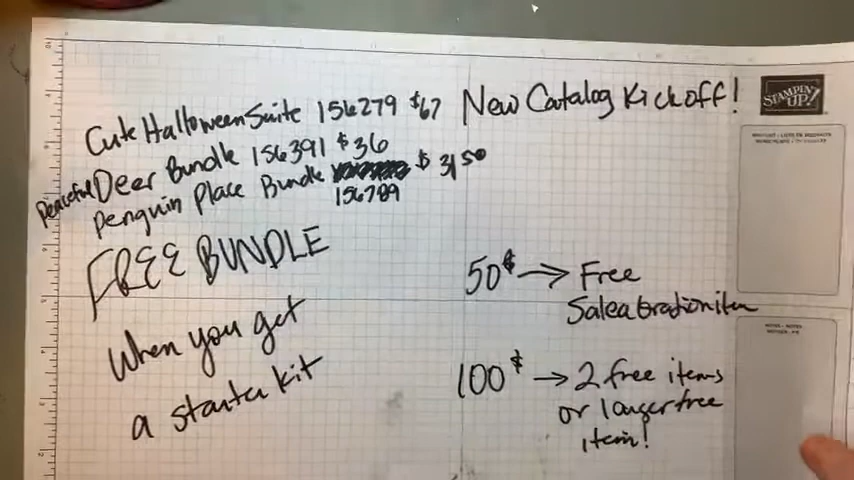 Cute Halloween Suite 156279 $67
New Catalog Kickoff!
STAMPIN' UP!
Peaceful Deer Bundle 156391 $36
Penguin Place Bundle $ 31 50
156789
FREE BUNDLE
When you get
a starter kit
50$ → Free
Saleabration item
100$ → 2 free items
or larger free
item!